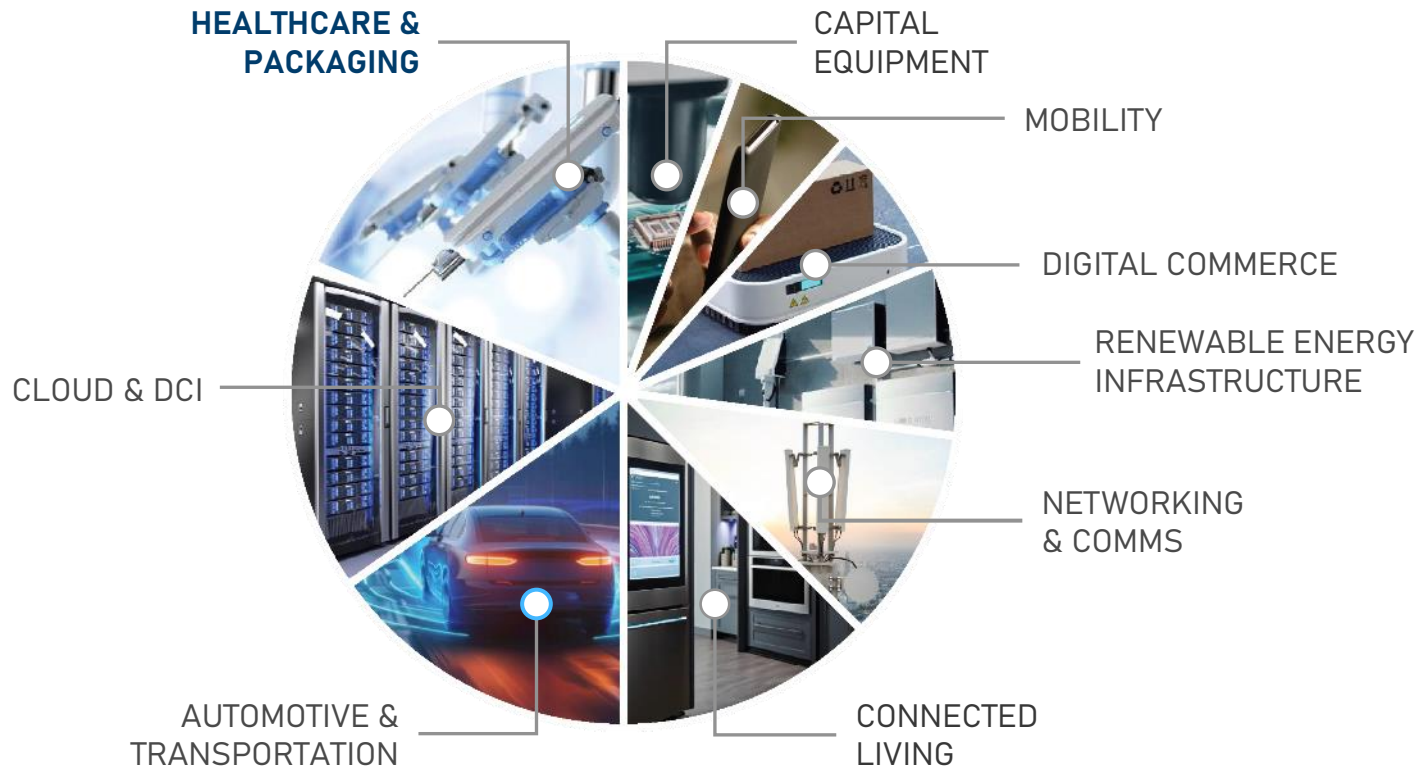 HEALTHCARE &
PACKAGING
CAPITAL
EQUIPMENT
MOBILITY
DIGITAL COMMERCE
RENEWABLE ENERGY
INFRASTRUCTURE
CLOUD & DCI
NETWORKING
& COMMS
AUTOMOTIVE &
TRANSPORTATION
CONNECTED
LIVING